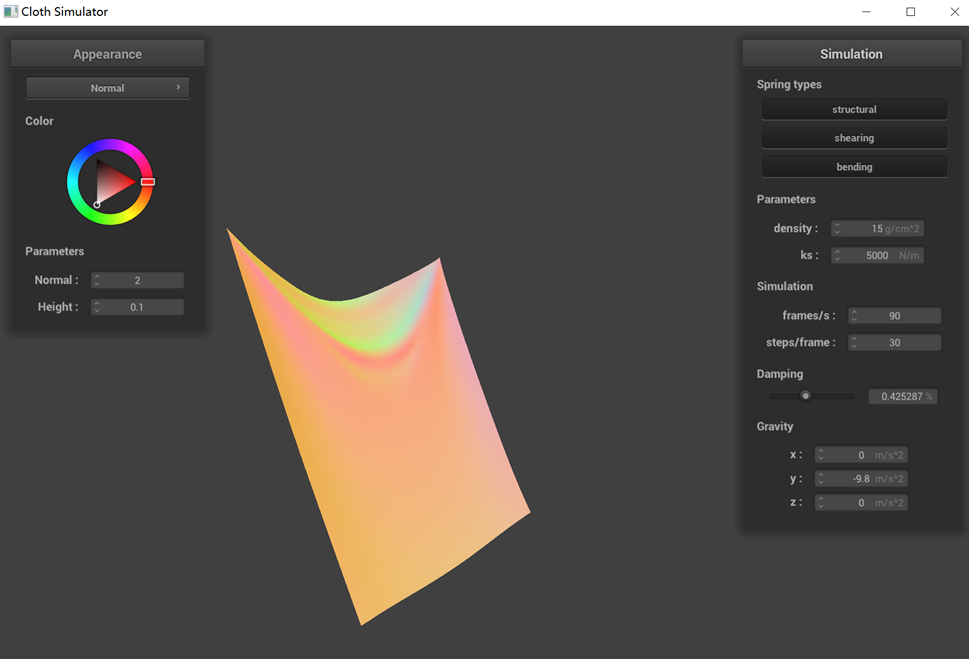 Cloth Simulator
Appearance
Normal
Color
Parameters
Normal : 2
Height : 0.1
Simulation
Spring types
structural
shearing
bending
Parameters
density : 15 g/cm^2
ks : 5000 N/m
Simulation
frames/s : 90
steps/frame : 30
Damping
0.425287 %
Gravity
x : 0 m/s^2
y : -9.8 m/s^2
z : 0 m/s^2